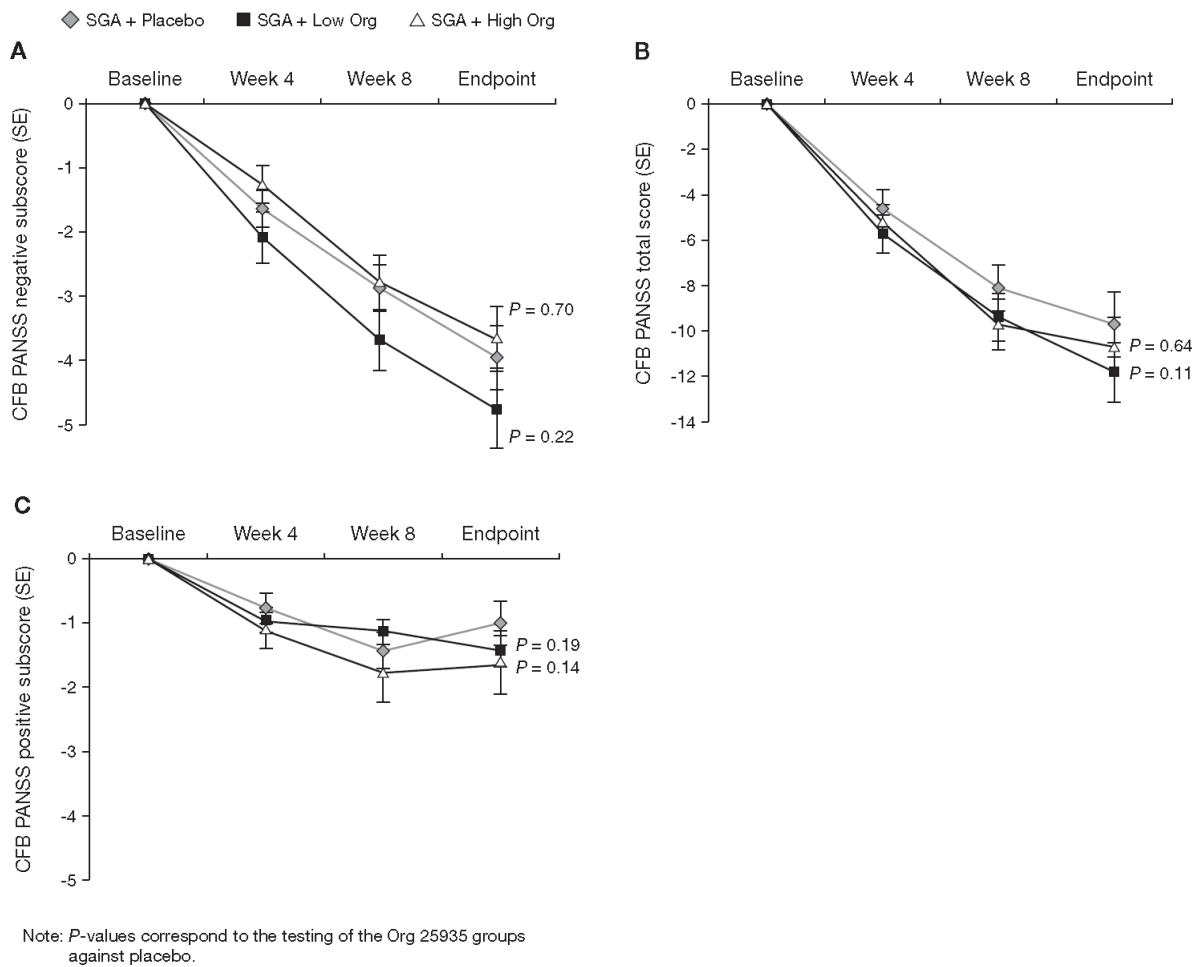 SGA + Placebo SGA + Low Org SGA + High Org
A
Baseline Week 4 Week 8 Endpoint
CFB PANSS negative subscore (SE)
0
-1
-2
-3
-4
-5
P = 0.70
P = 0.22
B
Baseline Week 4 Week 8 Endpoint
CFB PANSS total score (SE)
0
-2
-4
-6
-8
-10
-12
-14
P = 0.64
P = 0.11
C
Baseline Week 4 Week 8 Endpoint
CFB PANSS positive subscore (SE)
0
-1
-2
-3
-4
-5
P = 0.19
P = 0.14
Note: P-values correspond to the testing of the Org 25935 groups
against placebo.